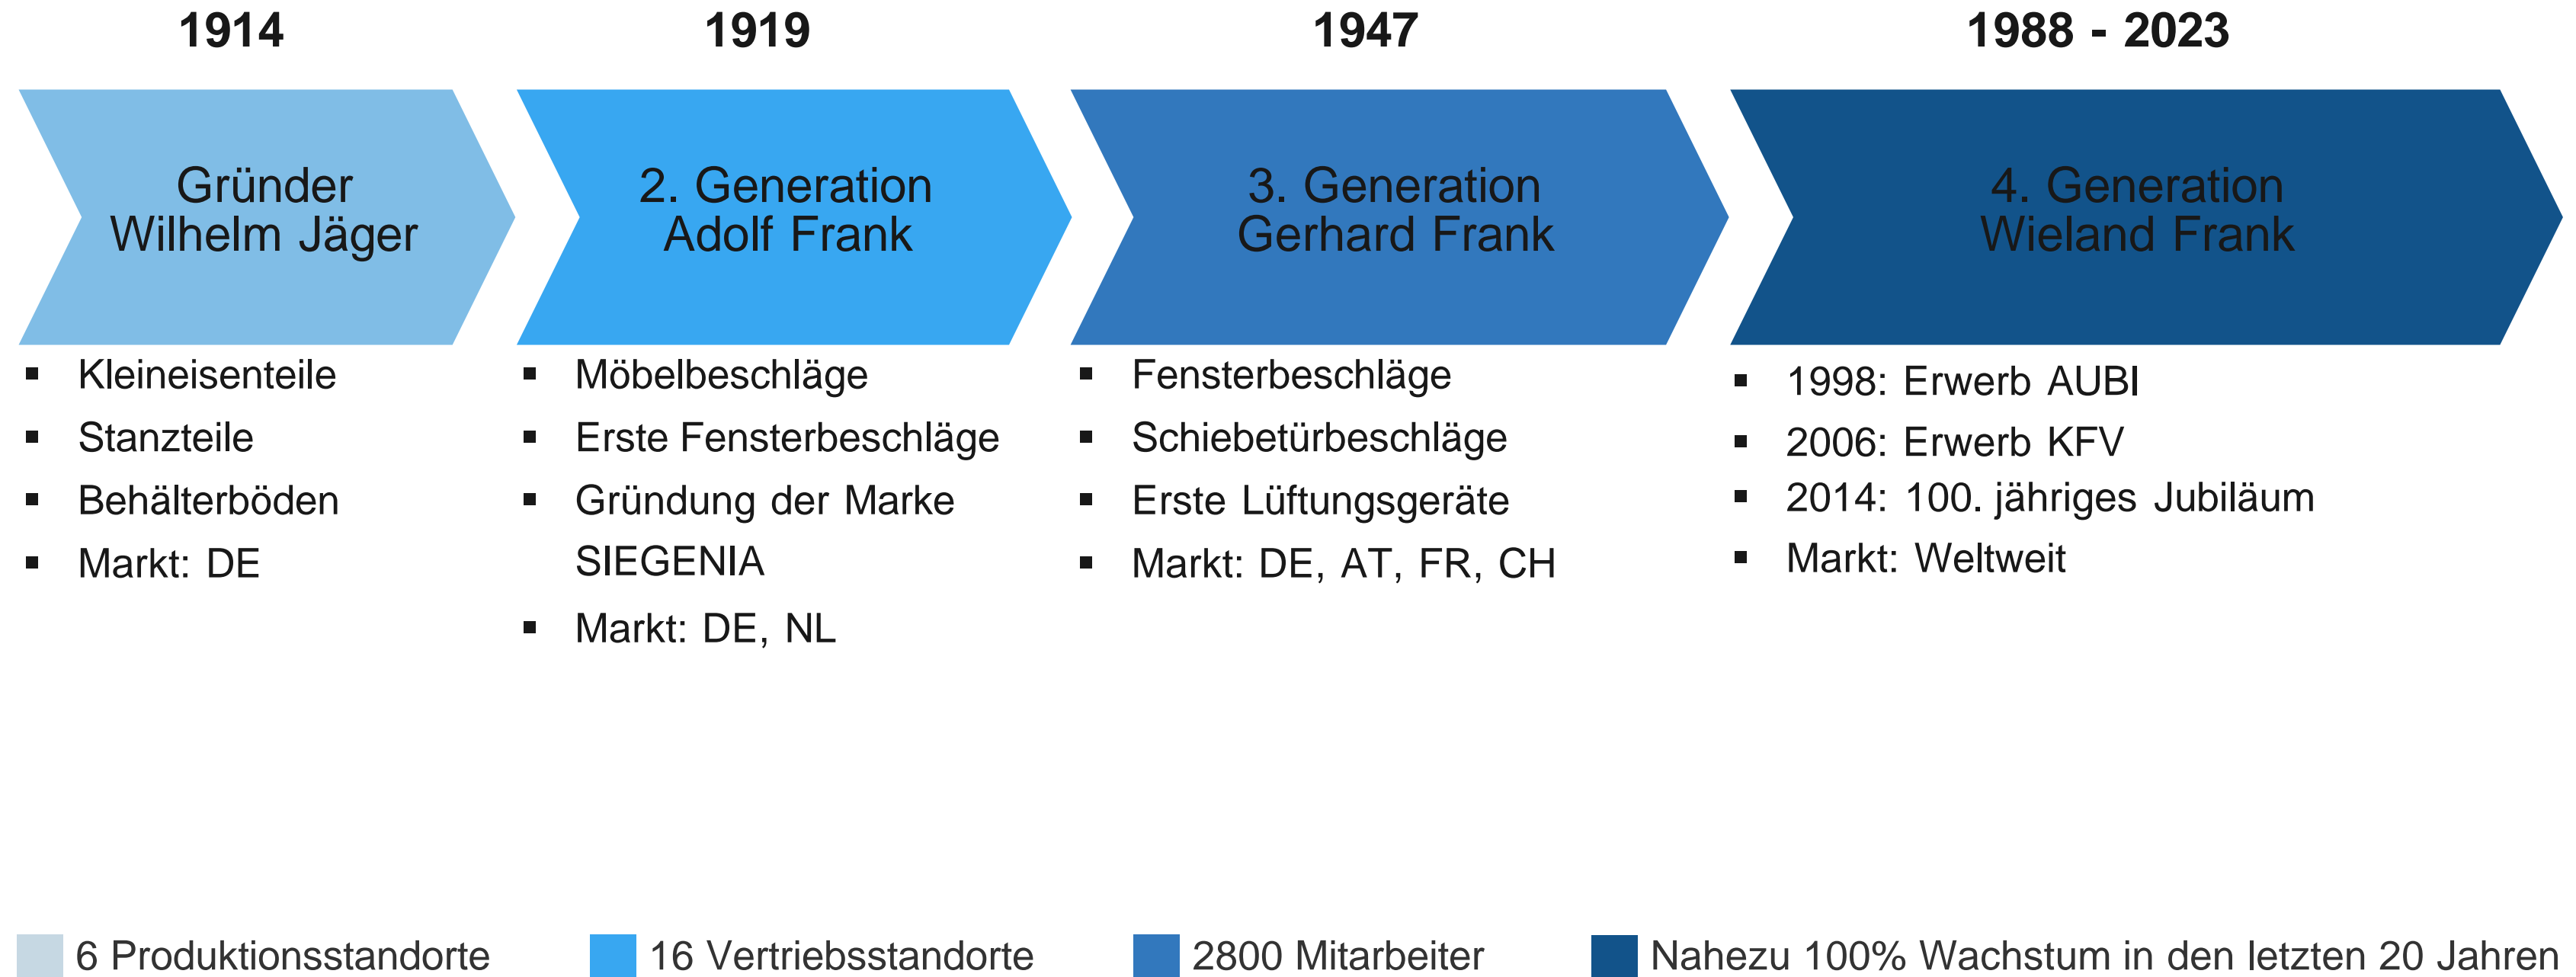 1914
Gründer
Wilhelm Jäger
▪ Kleineisenteile
▪ Stanzteile
▪ Behälterböden
▪ Markt: DE
1919
2. Generation
Adolf Frank
▪ Möbelbeschläge
▪ Erste Fensterbeschläge
▪ Gründung der Marke
SIEGENIA
▪ Markt: DE, NL
1947
3. Generation
Gerhard Frank
▪ Fensterbeschläge
▪ Schiebetürbeschläge
▪ Erste Lüftungsgeräte
▪ Markt: DE, AT, FR, CH
1988 - 2023
4. Generation
Wieland Frank
▪ 1998: Erwerb AUBI
▪ 2006: Erwerb KFV
▪ 2014: 100. jähriges Jubiläum
▪ Markt: Weltweit
6 Produktionsstandorte
16 Vertriebsstandorte
2800 Mitarbeiter
Nahezu 100% Wachstum in den letzten 20 Jahren